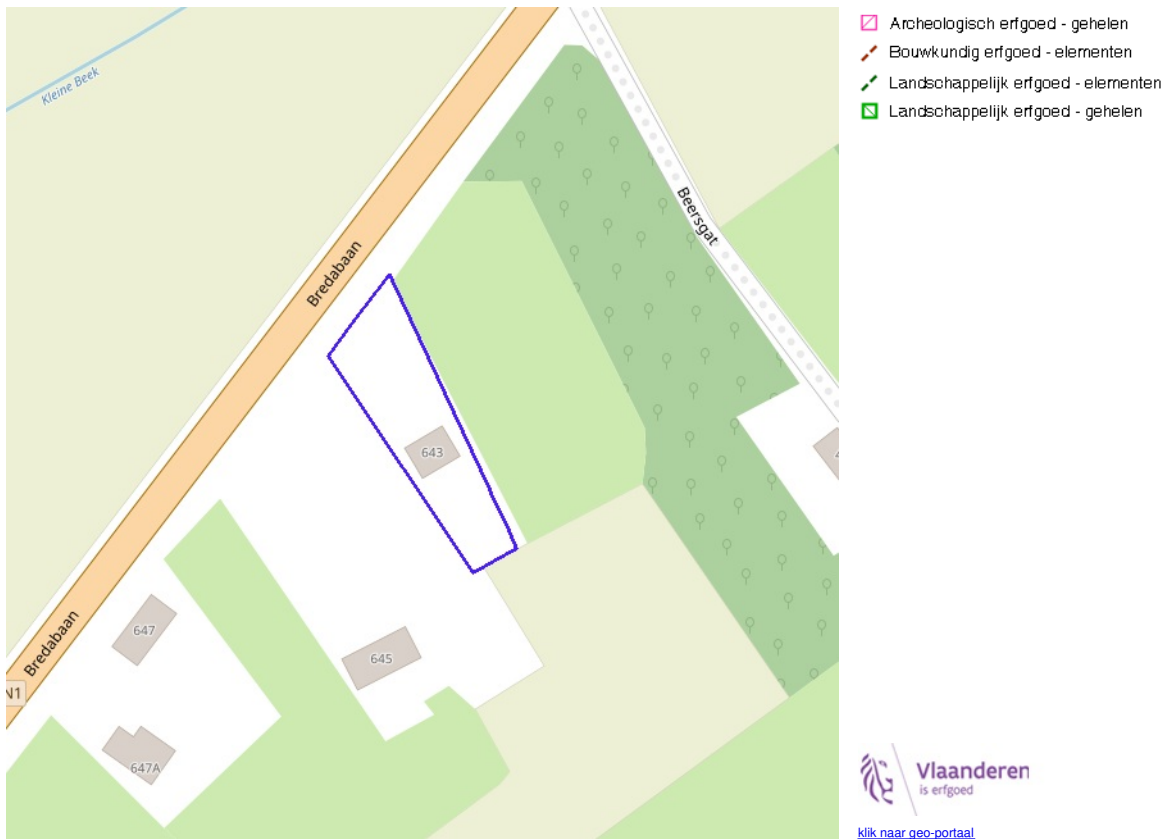 Kleine Beek
Bredabaan
Beersgat
643
645
647
647A
Bredabaan
N1
Archeologisch erfgoed - gehelen
Bouwkundig erfgoed - elementen
Landschappelijk erfgoed - elementen
Landschappelijk erfgoed - gehelen
Vlaanderen
is erfgoed
klik naar geo-portaal